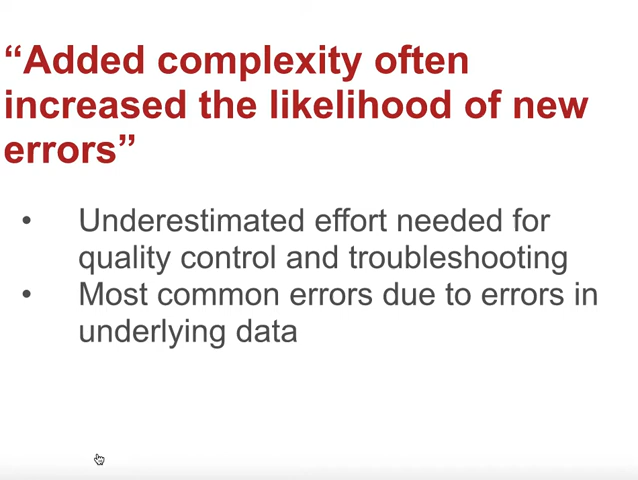 “Added complexity often
increased the likelihood of new
errors”
• Underestimated effort needed for
quality control and troubleshooting
• Most common errors due to errors in
underlying data